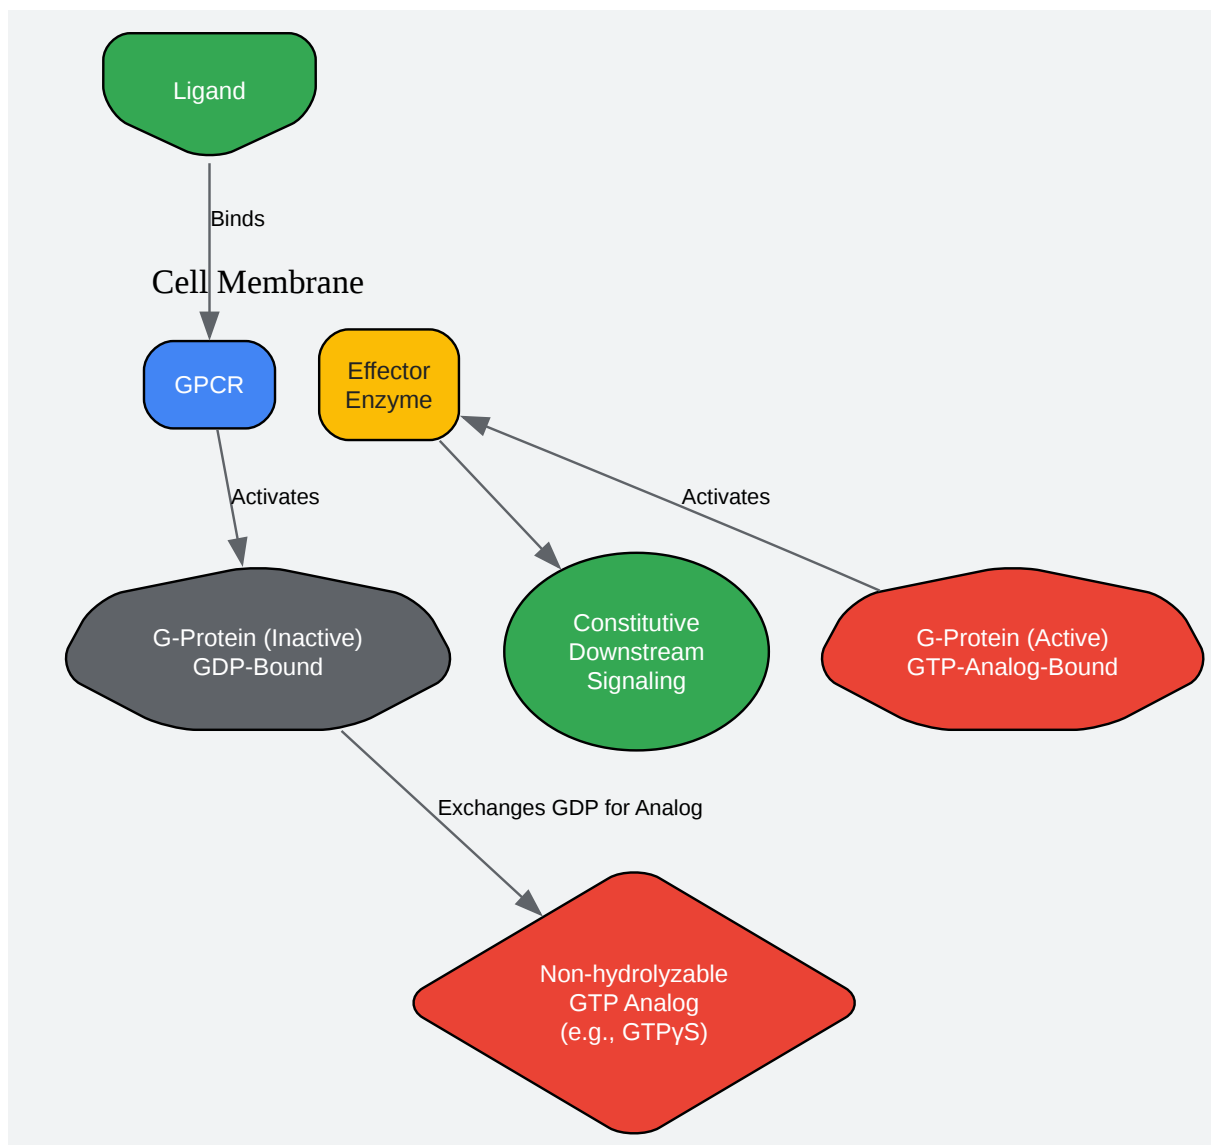 Ligand
Binds
Cell Membrane
GPCR
Effector
Enzyme
Activates
Activates
G-Protein (Inactive)
GDP-Bound
Constitutive
Downstream
Signaling
G-Protein (Active)
GTP-Analog-Bound
Exchanges GDP for Analog
Non-hydrolyzable
GTP Analog
(e.g., GTPγS)